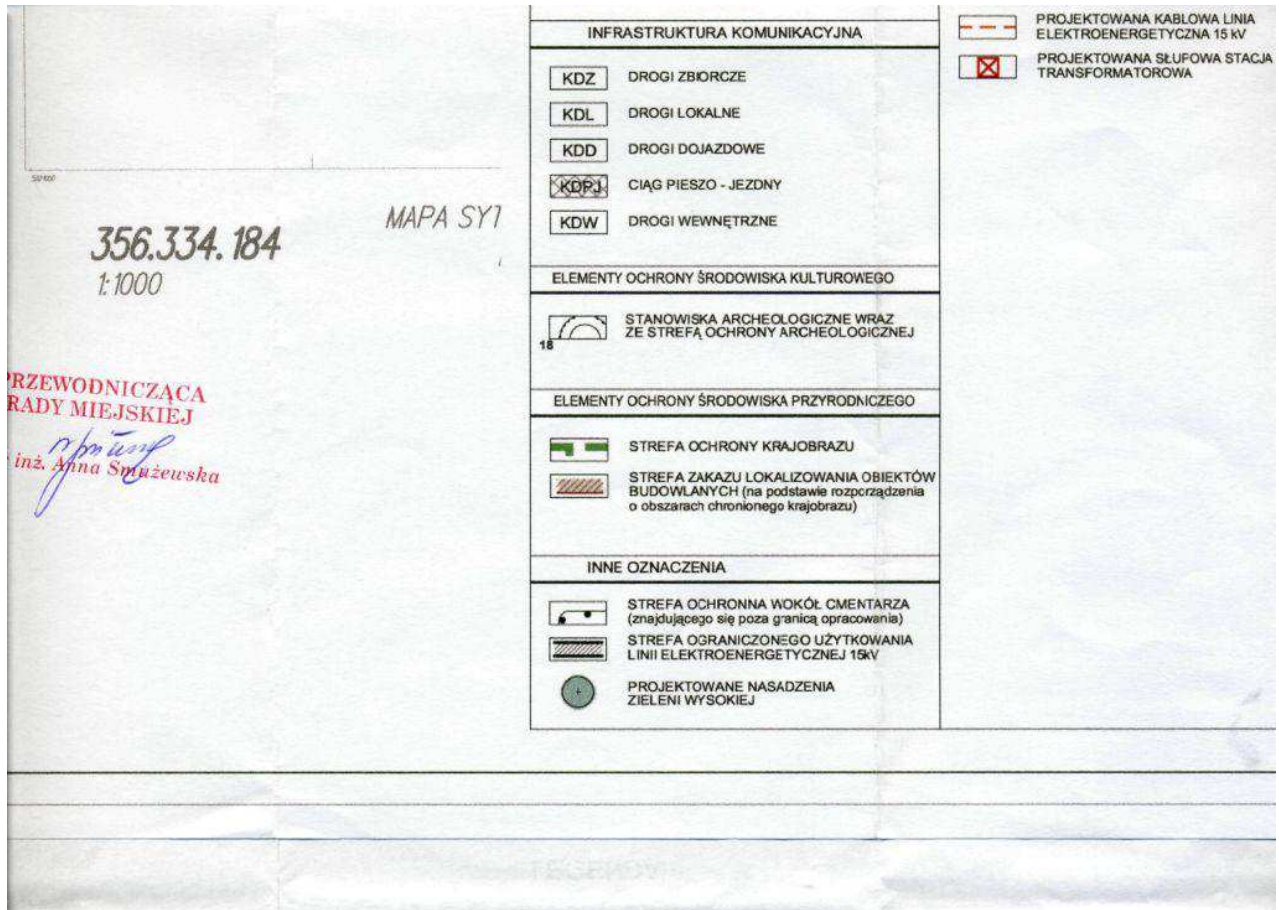 INFRASTRUKTURA KOMUNIKACYJNA
KDZ DROGI ZBIORCZE
KDL DROGI LOKALNE
KDD DROGI DOJAZDOWE
KDPJ CIĄG PIESZO - JEZDNY
KDW DROGI WEWNĘTRZNE
ELEMENTY OCHRONY ŚRODOWISKA KULTUROWEGO
18
STANOWISKA ARCHEOLOGICZNE WRAZ
ZE STREFĄ OCHRONY ARCHEOLOGICZNEJ
ELEMENTY OCHRONY ŚRODOWISKA PRZYRODNICZEGO
STREFA OCHRONY KRAJOBRAZU
STREFA ZAKAZU LOKALIZOWANIA OBIEKTÓW
BUDOWLANYCH (na podstawie rozporządzenia
o obszarach chronionego krajobrazu)
INNE OZNACZENIA
STREFA OCHRONNA WOKÓŁ CMENTARZA
(znajdującego się poza granicą opracowania)
STREFA OGRANICZONEGO UŻYTKOWANIA
LINII ELEKTROENERGETYCZNEJ 15kV
PROJEKTOWANE NASADZENIA
ZIELENI WYSOKIEJ
PROJEKTOWANA KABLOWA LINIA
ELEKTROENERGETYCZNA 15 kV
PROJEKTOWANA SŁUPOWA STACJA
TRANSFORMATOROWA
MAPA SYT
356.334.184
1:1000
PRZEWODNICZĄCA
RADY MIEJSKIEJ
inż. Anna Smużewska